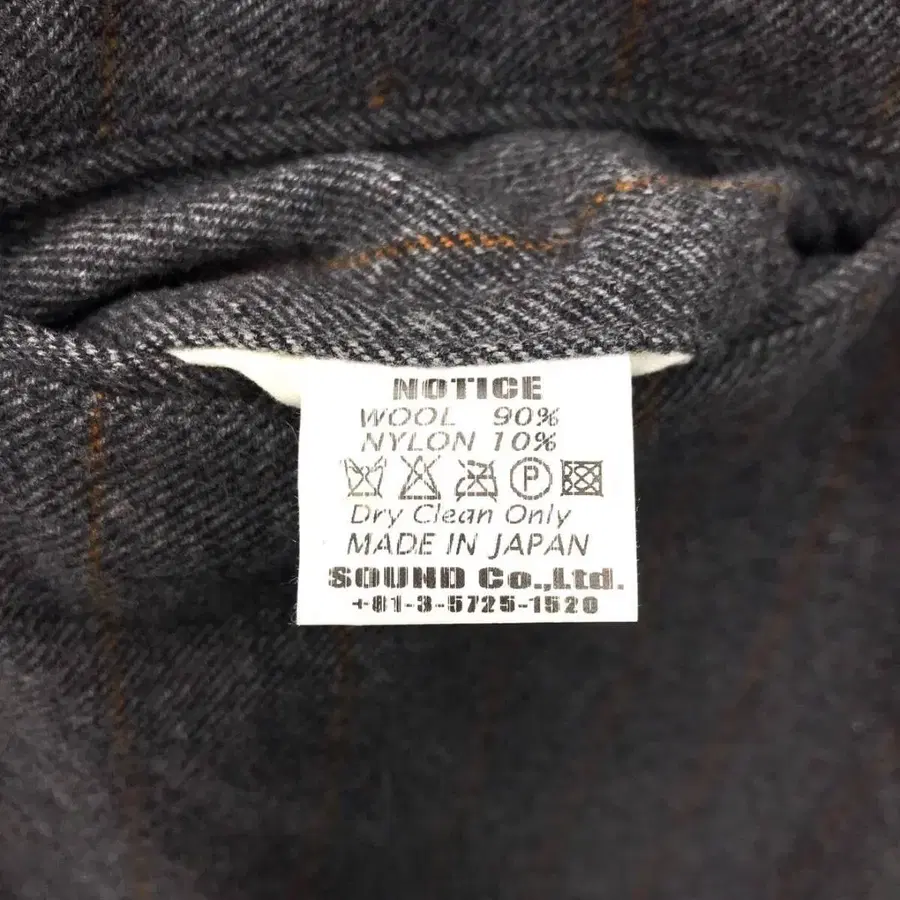 NOTICE
WOOL 90%
NYLON 10%
P
Dry Clean Only
MADE IN JAPAN
SOUND Co.,Ltd.
+81-3-5725-1520